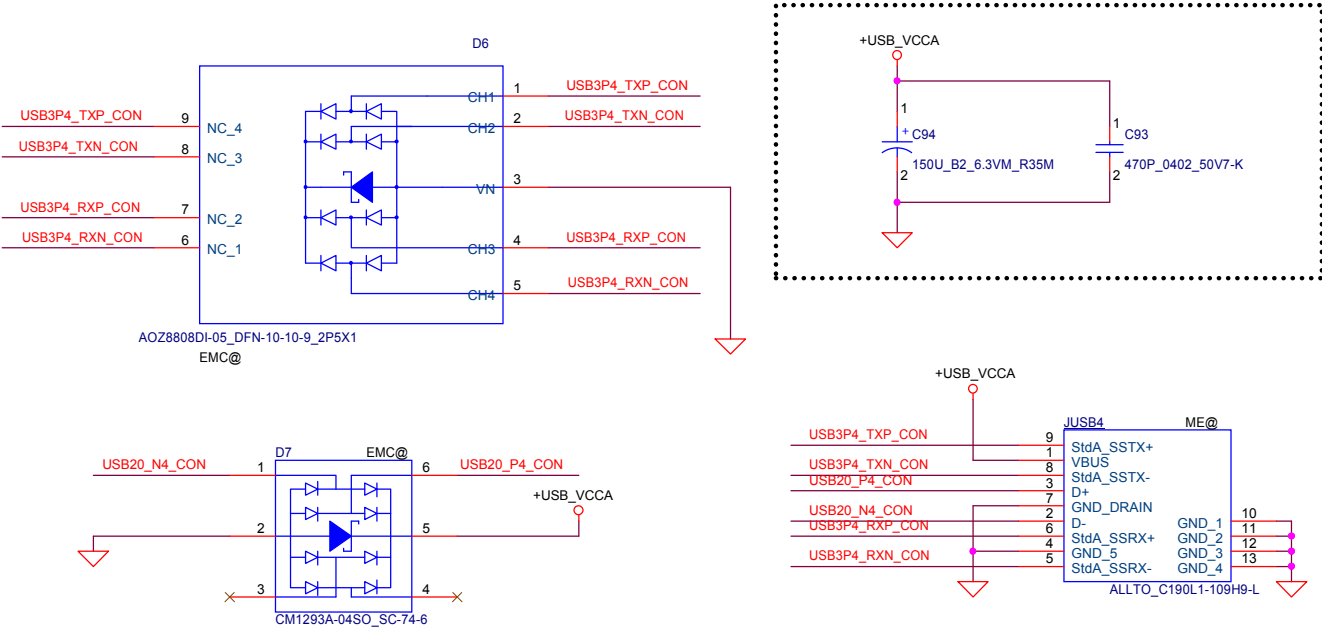 D6
USB3P4_TXP_CON
9
NC_4
USB3P4_TXN_CON
8
NC_3
USB3P4_RXP_CON
7
NC_2
USB3P4_RXN_CON
6
NC_1
CH1
1
USB3P4_TXP_CON
CH2
2
USB3P4_TXN_CON
VN
3
CH3
4
USB3P4_RXP_CON
CH4
5
USB3P4_RXN_CON
AOZ8808DI-05_DFN-10-10-9_2P5X1
EMC@
+USB_VCCA
1
+ C94
150U_B2_6.3VM_R35M
2
1
C93
470P_0402_50V7-K
2
D7
EMC@
USB20_N4_CON
1
6
USB20_P4_CON
+USB_VCCA
2
5
3
4
CM1293A-04SO_SC-74-6
+USB_VCCA
JUSB4
ME@
USB3P4_TXP_CON
9
StdA_SSTX+
1
VBUS
USB3P4_TXN_CON
8
StdA_SSTX-
USB20_P4_CON
3
D+
7
GND_DRAIN
USB20_N4_CON
2
D-
USB3P4_RXP_CON
6
StdA_SSRX+
4
GND_5
USB3P4_RXN_CON
5
StdA_SSRX-
GND_1
10
GND_2
11
GND_3
12
GND_4
13
ALLTO_C190L1-109H9-L